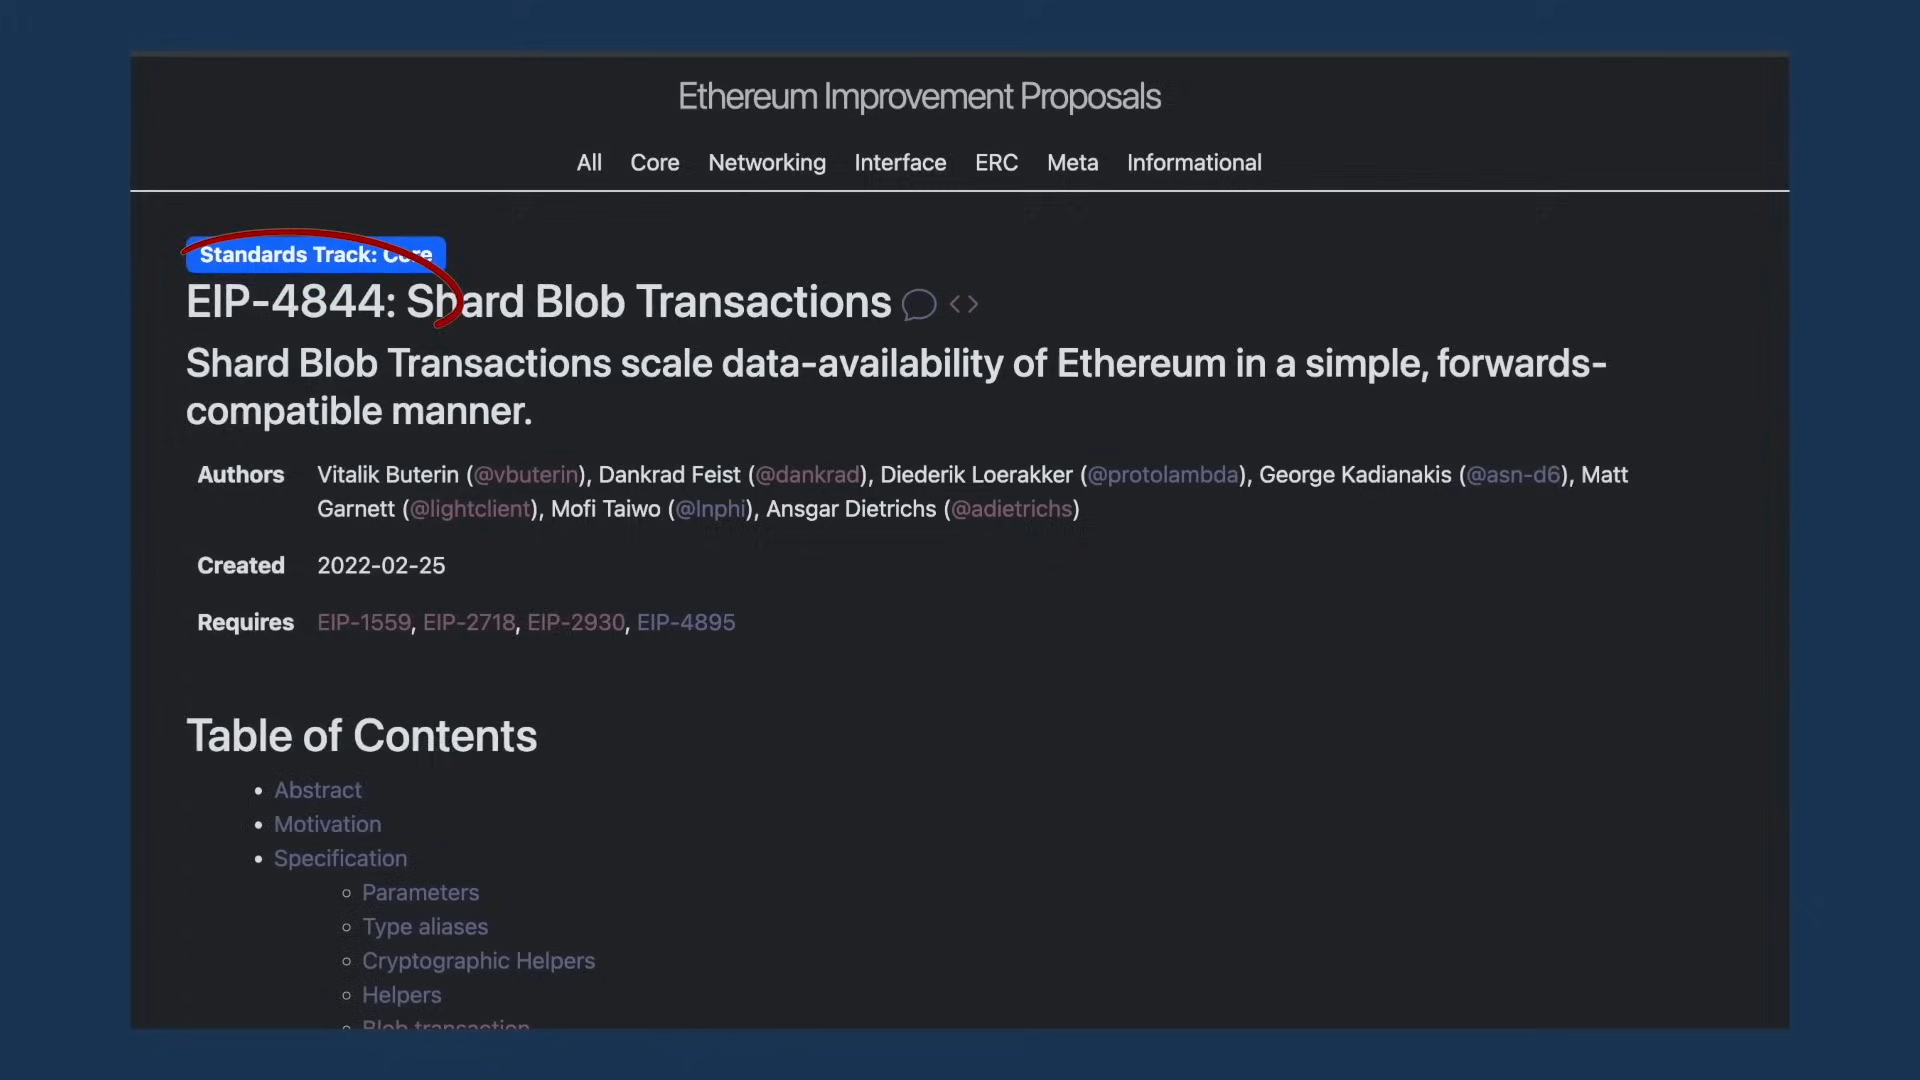 Ethereum Improvement Proposals
All Core Networking Interface ERC Meta Informational
Standards Track: Core
EIP-4844: Shard Blob Transactions
Shard Blob Transactions scale data-availability of Ethereum in a simple, forwards-
compatible manner.
Authors Vitalik Buterin (@vbuterin), Dankrad Feist (@dankrad), Diederik Loerakker (@protolambda), George Kadianakis (@asn-d6), Matt
Garnett (@lightclient), Mofi Taiwo (@Inphi), Ansgar Dietrichs (@adietrichs)
Created 2022-02-25
Requires EIP-1559, EIP-2718, EIP-2930, EIP-4895
Table of Contents
• Abstract
• Motivation
• Specification
◦ Parameters
◦ Type aliases
◦ Cryptographic Helpers
◦ Helpers
◦ Blob transaction